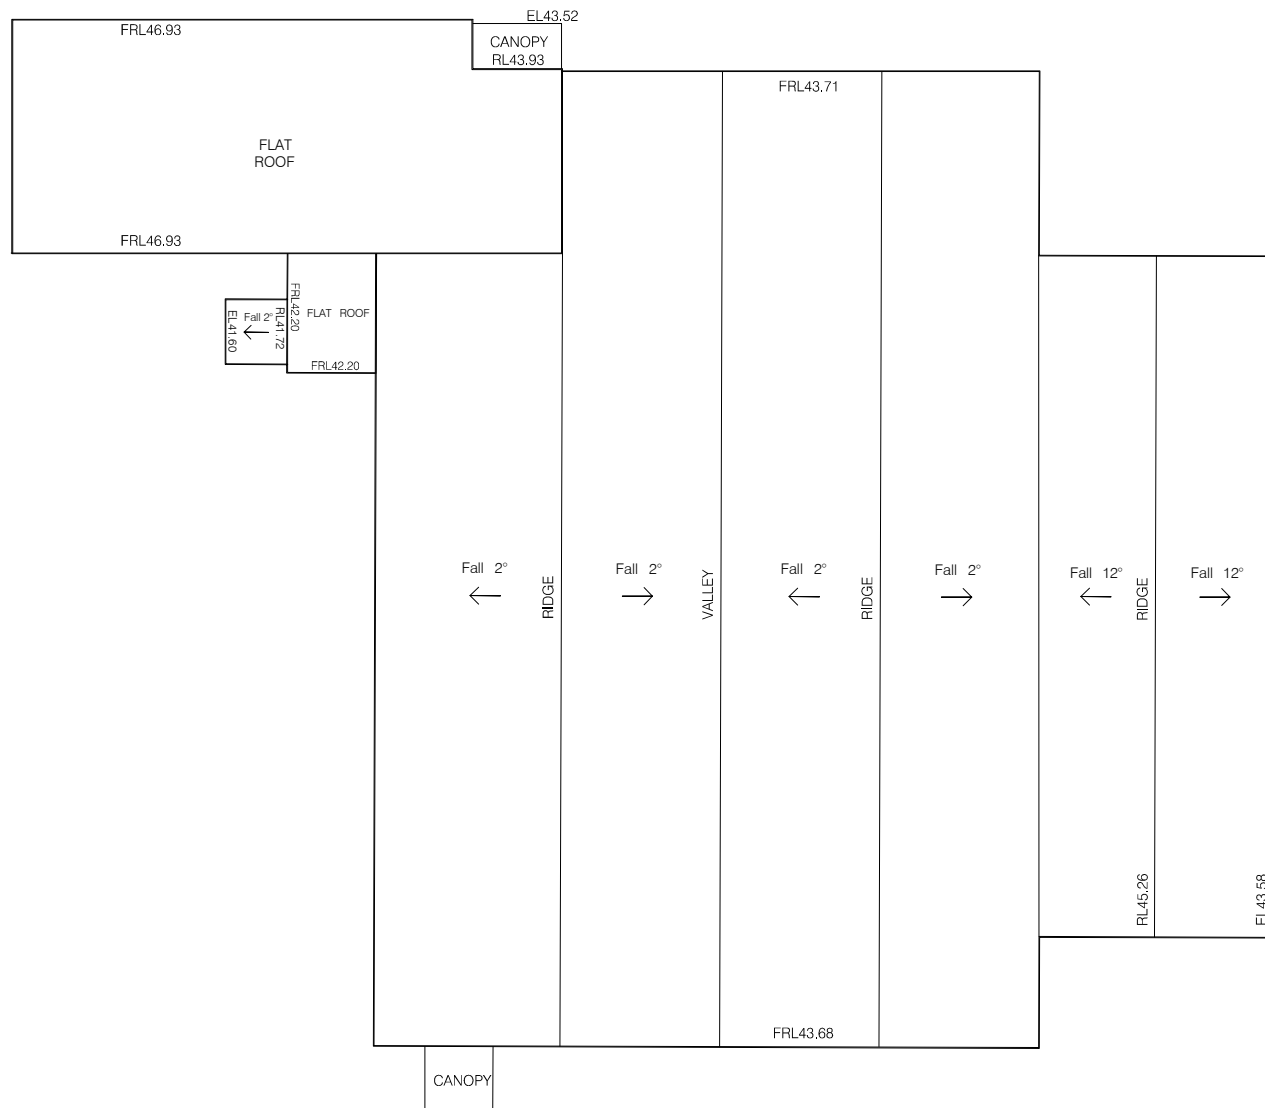 EL43.52
FRL46.93
CANOPY
RL43.93
FRL43.71
FLAT
ROOF
FRL46.93
FRL42.20
RL41.72
EL41.60
Fall 2°
FLAT ROOF
FRL42.20
Fall 2°
RIDGE
Fall 2°
VALLEY
Fall 2°
RIDGE
Fall 2°
Fall 12°
RIDGE
Fall 12°
RL45.26
EL43.58
FRL43.68
CANOPY